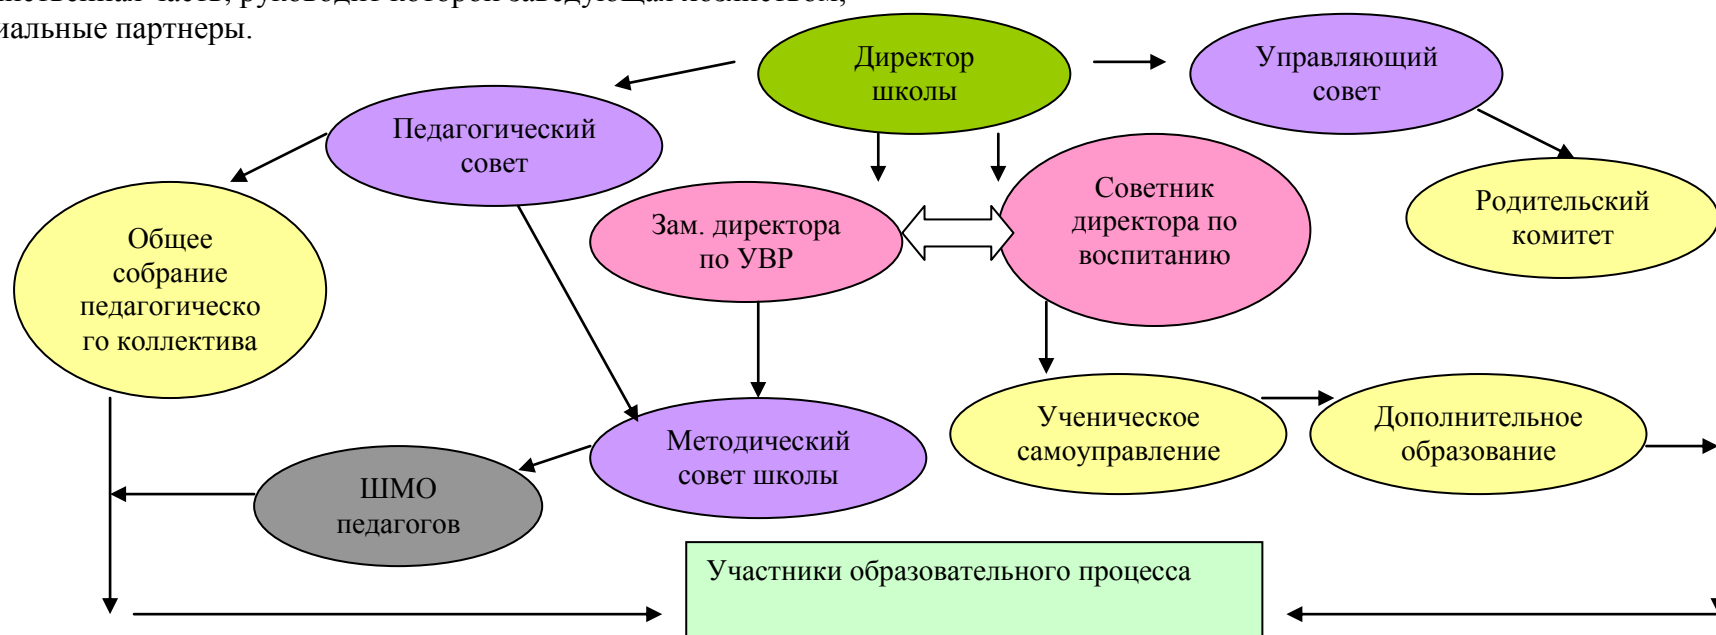 иальные партнеры.
Директор
школы
Управляющий
совет
Педагогический
совет
Советник
директора по
воспитанию
Родительский
комитет
Зам. директора
по УВР
Общее
собрание
педагогическо
го коллектива
Ученическое
самоуправление
Дополнительное
образование
Методический
совет школы
ШМО
педагогов
Участники образовательного процесса